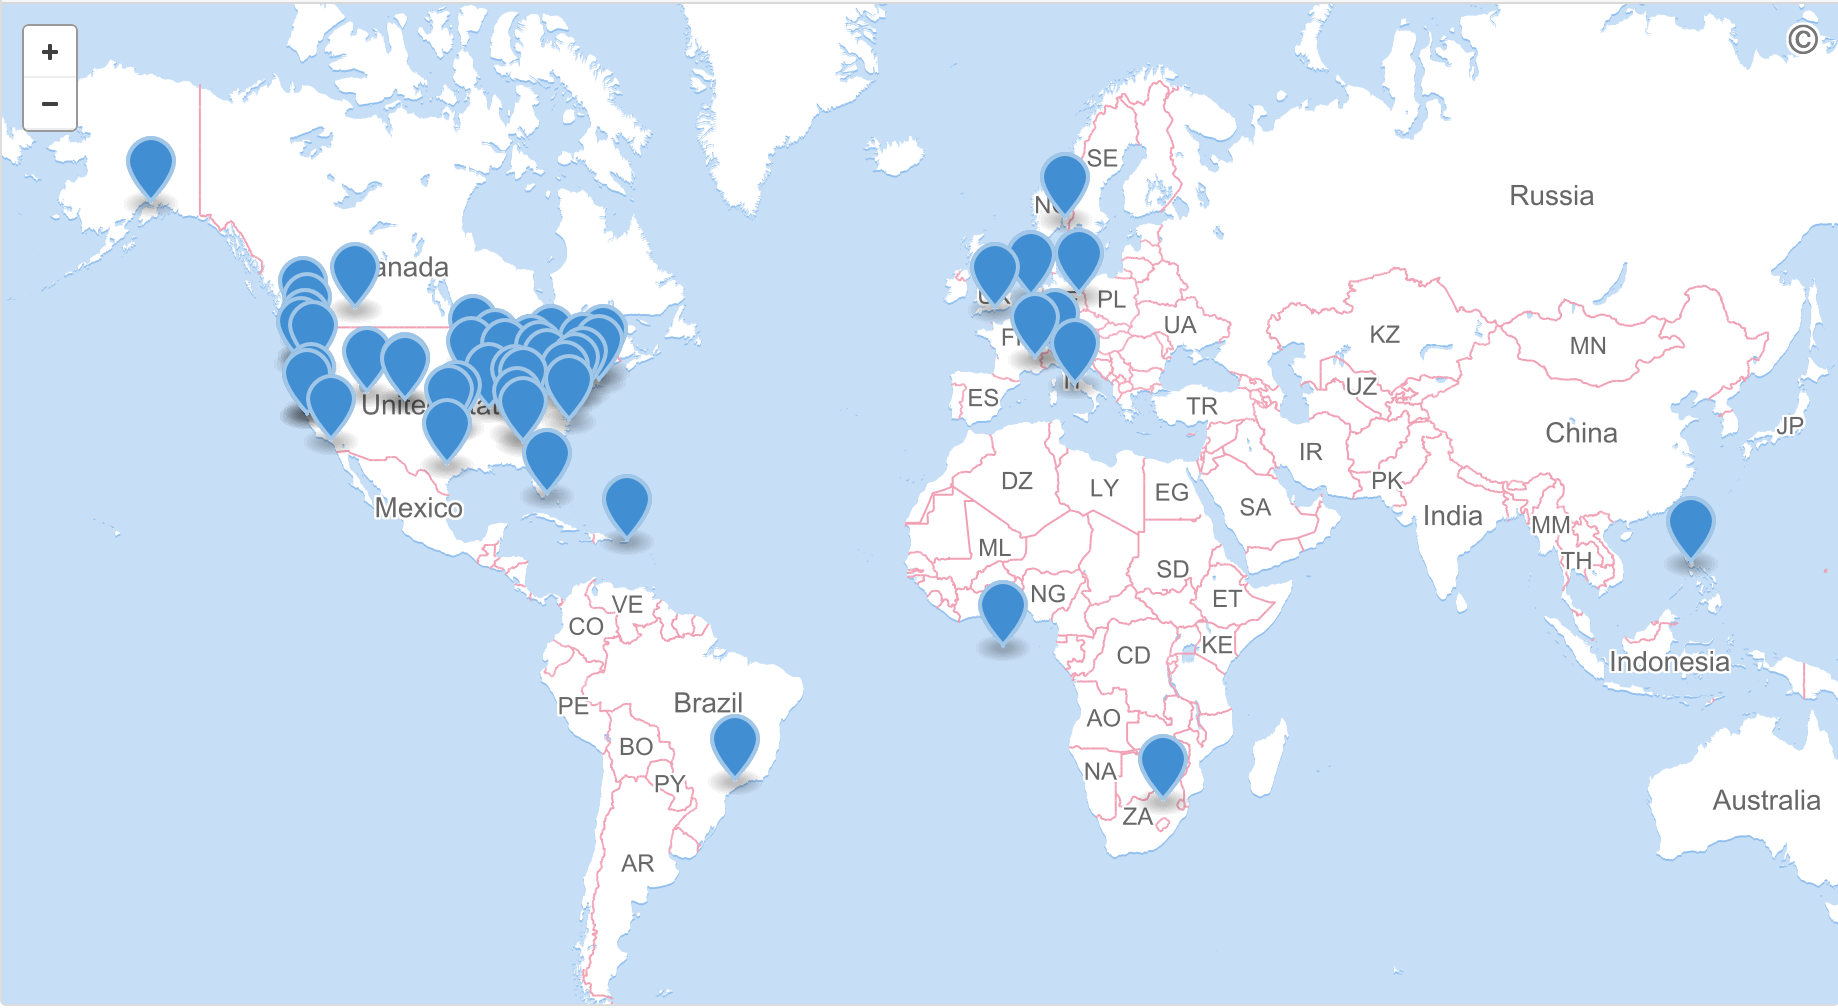 +
−
©
SE
Russia
anada
PL
UA
KZ
MN
UZ
ES
TR
Unite
China
JP
IR
PK
DZ
LY
EG
SA
India
Mexico
MM
ML
TH
SD
NG
ET
VE
CO
KE
CD
Indonesia
Brazil
PE
AO
BO
NA
PY
Australia
ZA
AR